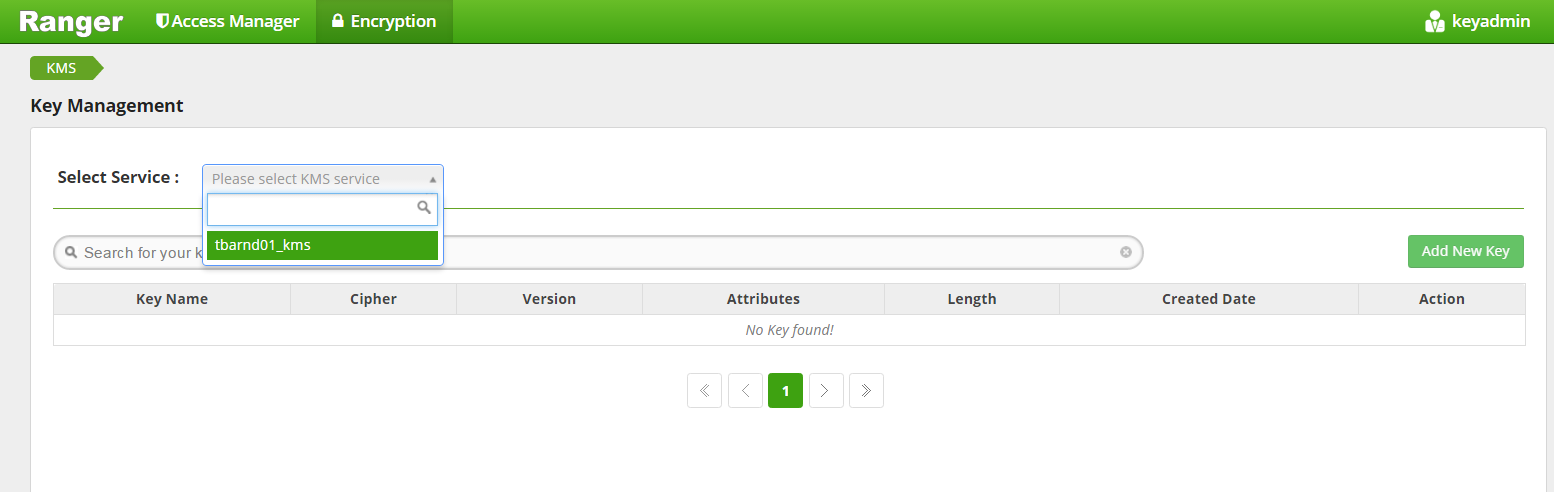 Ranger Access Manager Encryption keyadmin
KMS
Key Management
Select Service : Please select KMS service
tbarnd01_kms
Search for your k
Add New Key
Key Name Cipher Version Attributes Length Created Date Action
No Key found!
1